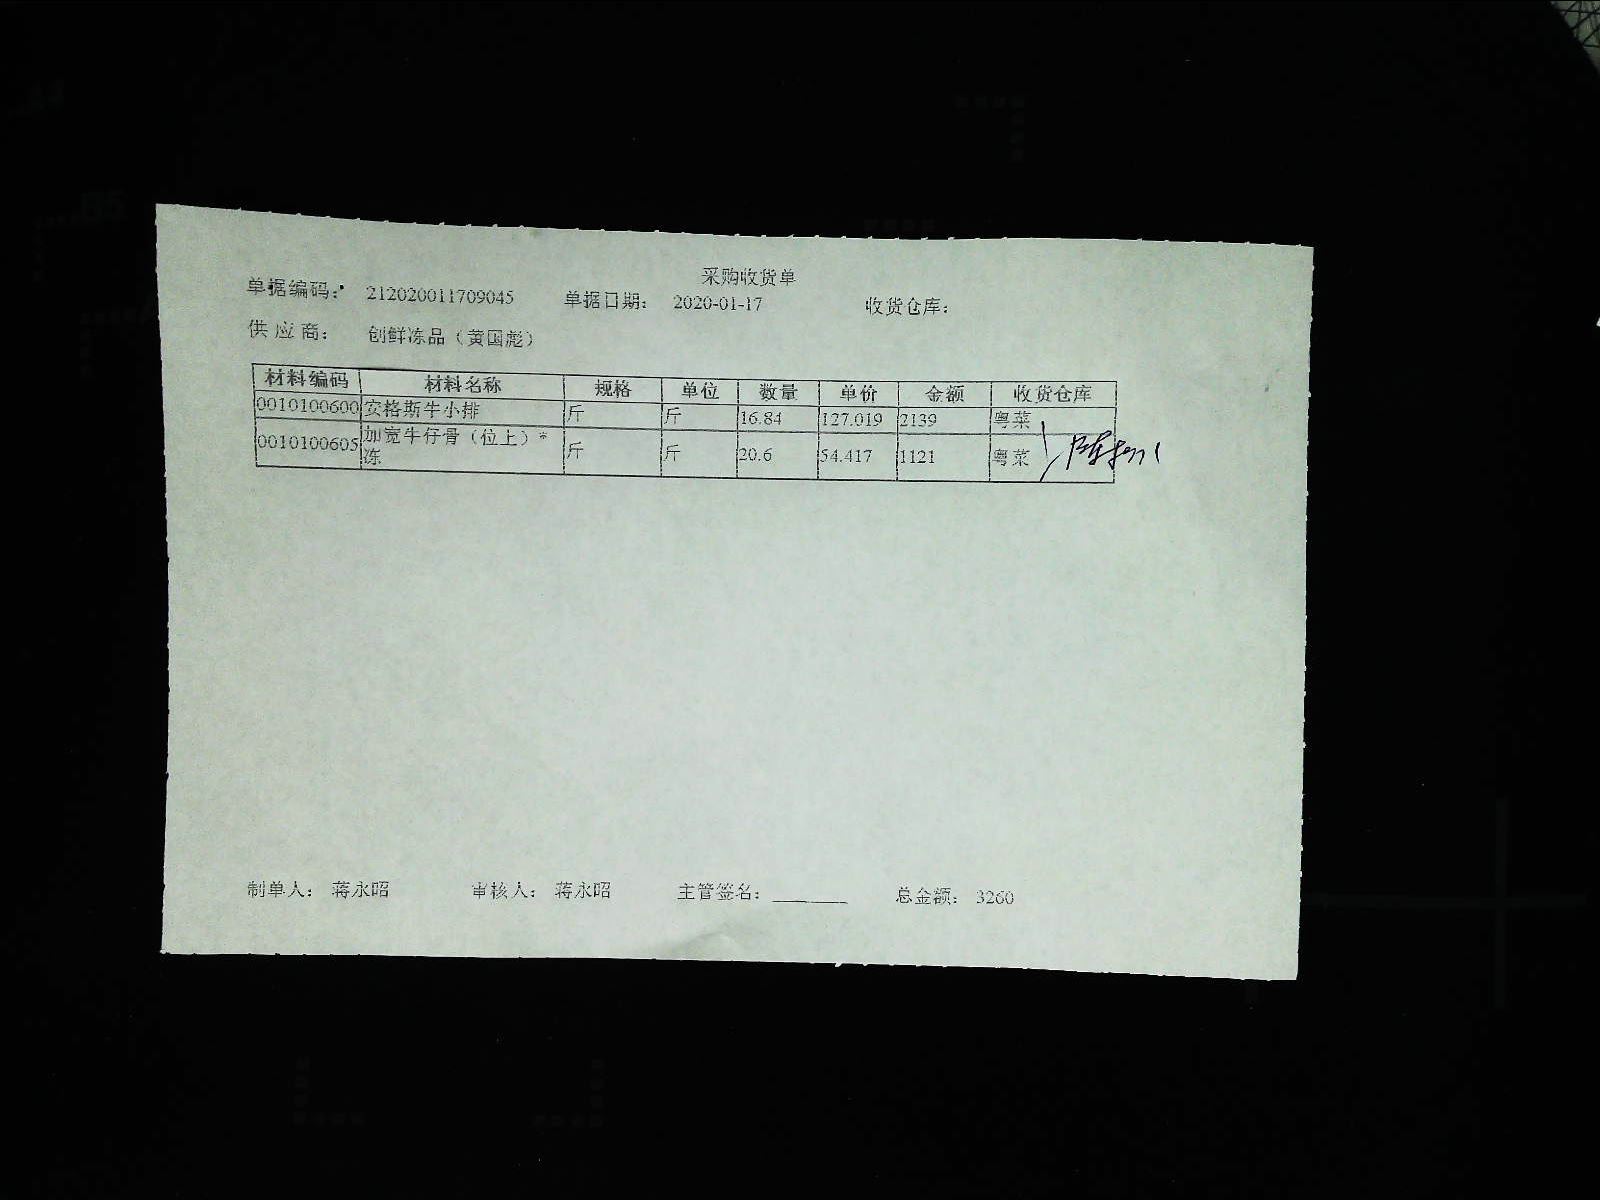 采购收货单
单据编码： 212020011709045 单据日期： 2020-01-17 收货仓库：
供 应 商： 创鲜冻品（黄国彪）
材料编码 材料名称 规格 单位 数量 单价 金额 收货仓库
0010100600 安格斯牛小排 斤 斤 16.84 127.019 2139 粤菜
0010100605 加宽牛仔骨（位上）*冻 斤 斤 20.6 54.417 1121 粤菜
制单人： 蒋永昭 审核人： 蒋永昭 主管签名：_______ 总金额： 3260